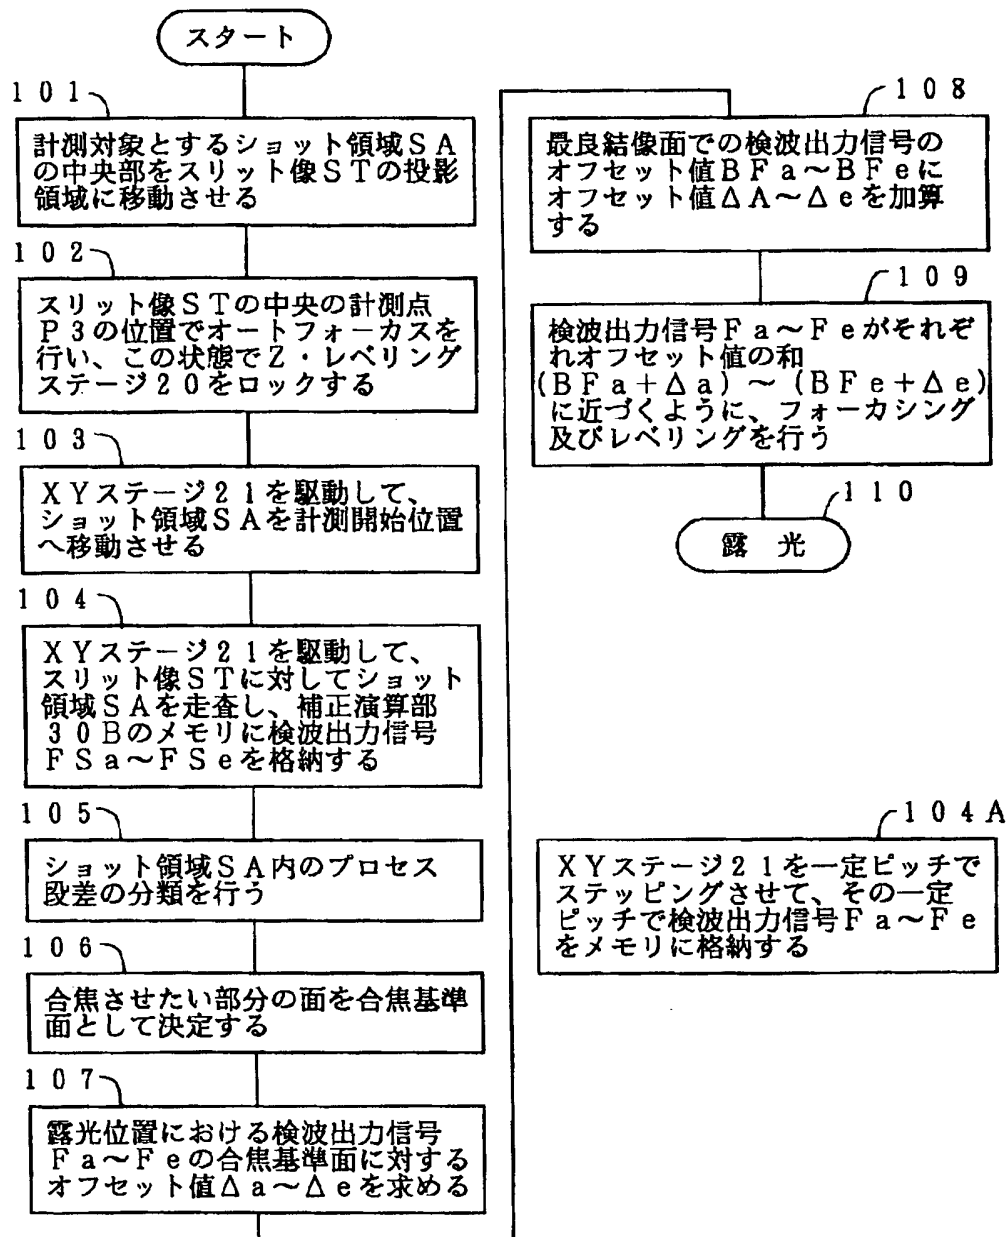 スタート
101
計測対象とするショット領域SA
の中央部をスリット像STの投影
領域に移動させる
102
スリット像STの中央の計測点
P3の位置でオートフォーカスを
行い、この状態でZ・レベリング
ステージ20をロックする
103
XYステージ21を駆動して、
ショット領域SAを計測開始位置
へ移動させる
104
XYステージ21を駆動して、
スリット像STに対してショット
領域SAを走査し、補正演算部
30Bのメモリに検波出力信号
FSa～FSeを格納する
105
ショット領域SA内のプロセス
段差の分類を行う
106
合焦させたい部分の面を合焦基準
面として決定する
107
露光位置における検波出力信号
Fa～Feの合焦基準面に対する
オフセット値Δa～Δeを求める
108
最良結像面での検波出力信号の
オフセット値BFa～BFeに
オフセット値ΔA～Δeを加算
する
109
検波出力信号Fa～Feがそれぞ
れオフセット値の和
(BFa+Δa)～(BFe+Δe)
に近づくように、フォーカシング
及びレベリングを行う
110
露 光
104A
XYステージ21を一定ピッチで
ステッピングさせて、その一定
ピッチで検波出力信号Fa～Fe
をメモリに格納する